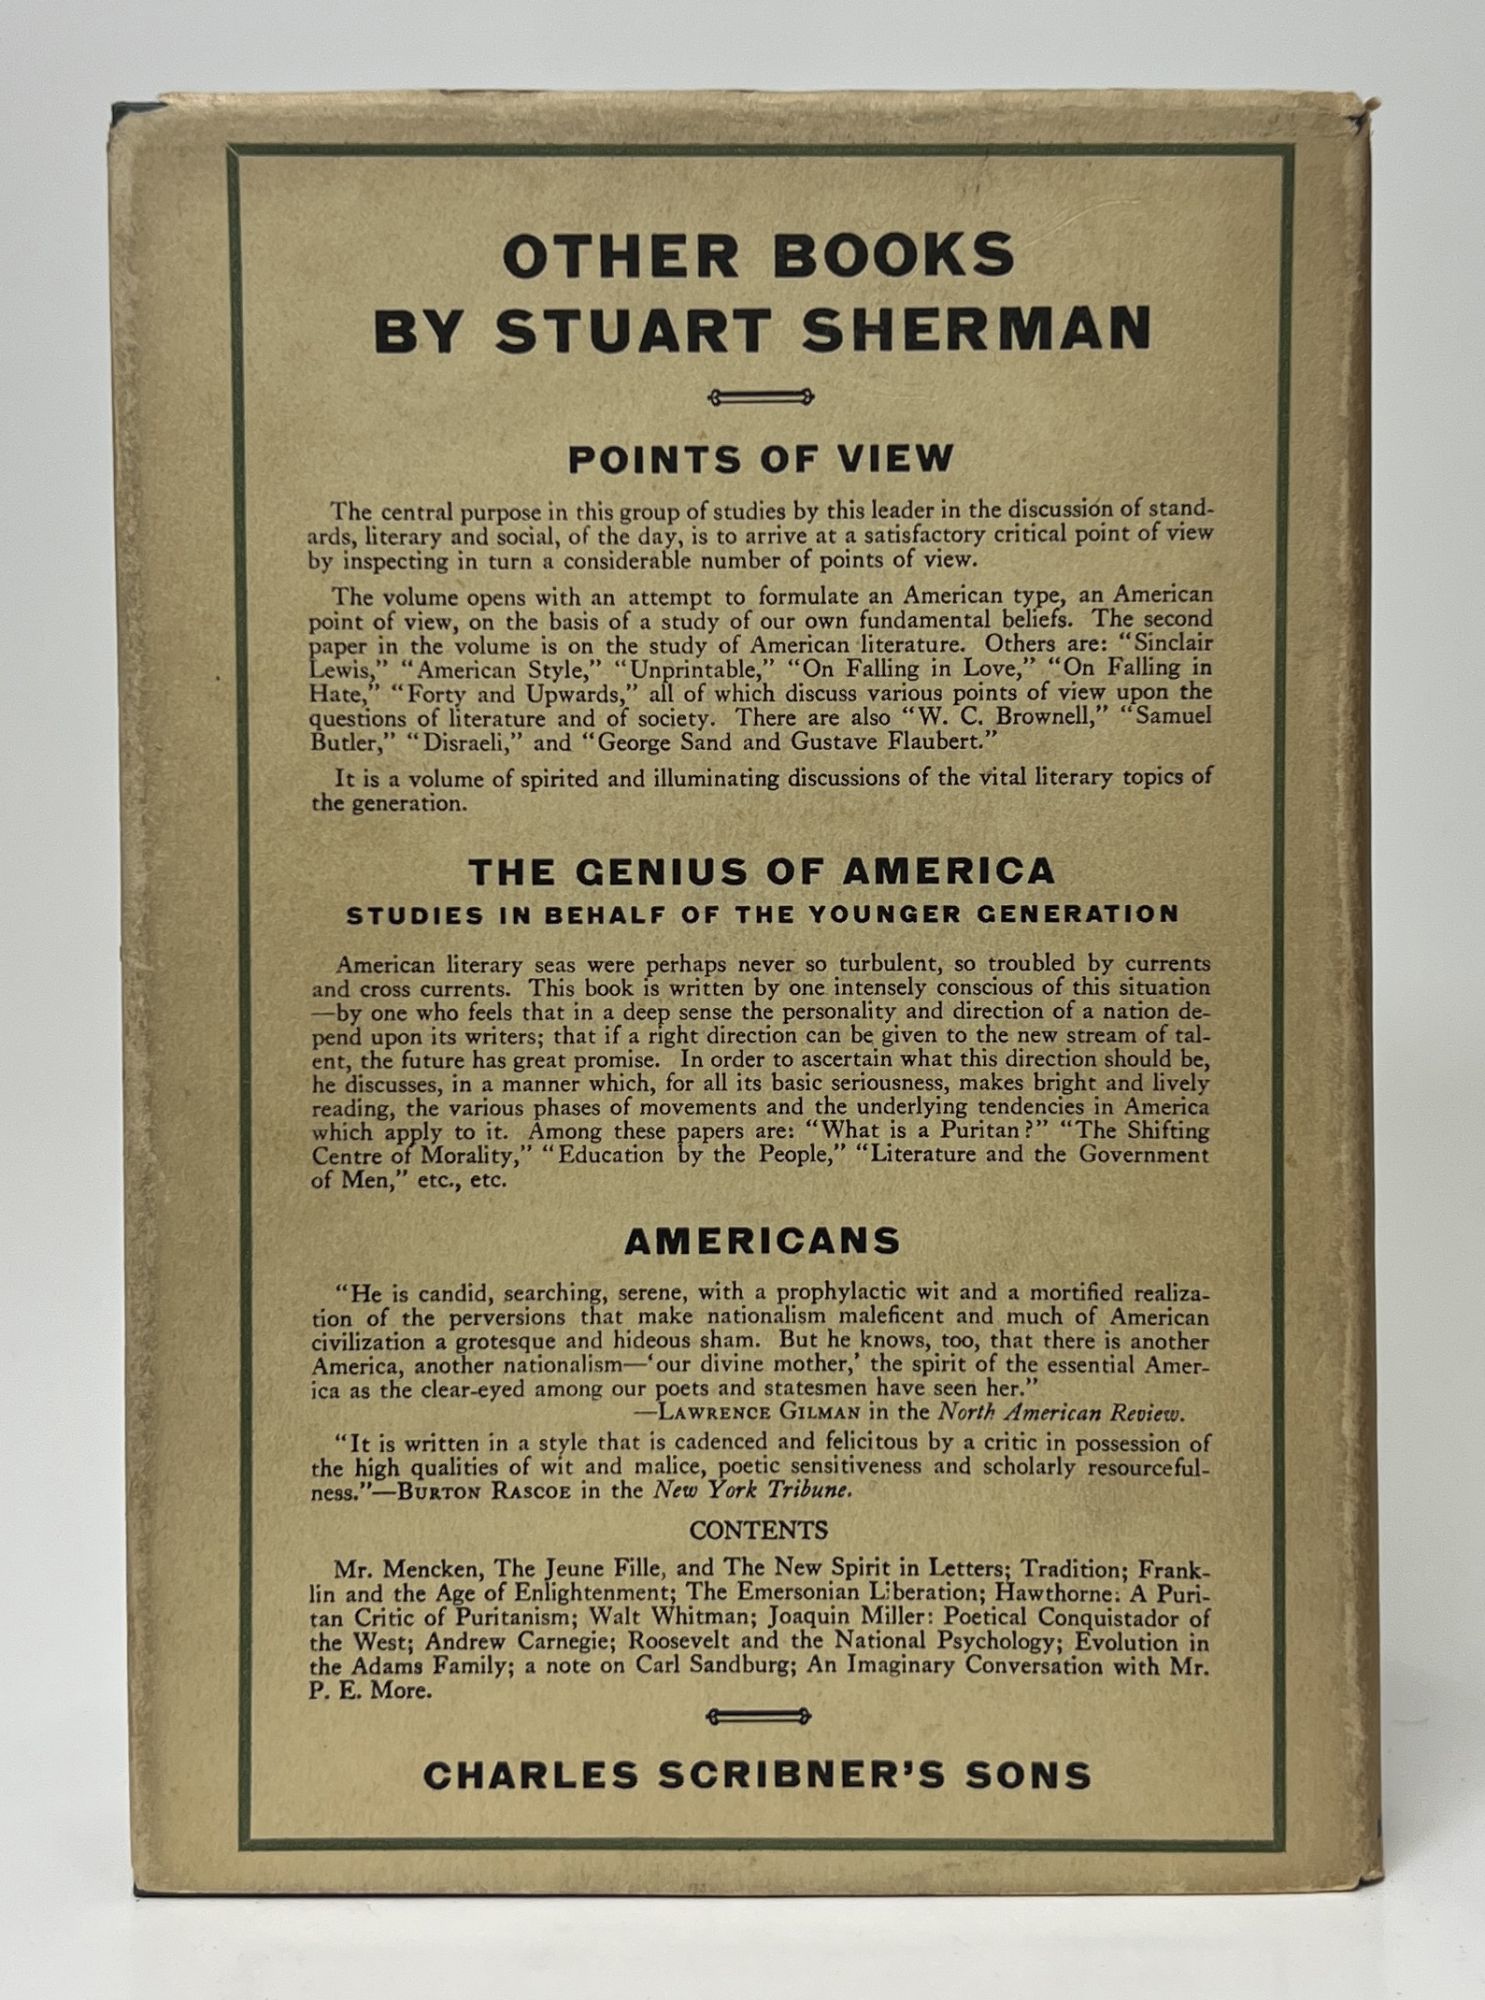 OTHER BOOKS
BY STUART SHERMAN
POINTS OF VIEW
The central purpose in this group of studies by this leader in the discussion of stand-
ards, literary and social, of the day, is to arrive at a satisfactory critical point of view
by inspecting in turn a considerable number of points of view.
The volume opens with an attempt to formulate an American type, an American
point of view, on the basis of a study of our own fundamental beliefs. The second
paper in the volume is on the study of American literature. Others are: “Sinclair
Lewis,” “American Style,” “Unprintable,” “On Falling in Love,” “On Falling in
Hate,” “Forty and Upwards,” all of which discuss various points of view upon the
questions of literature and of society. There are also “W. C. Brownell,” “Samuel
Butler,” “Disraeli,” and “George Sand and Gustave Flaubert.”
It is a volume of spirited and illuminating discussions of the vital literary topics of
the generation.
THE GENIUS OF AMERICA
STUDIES IN BEHALF OF THE YOUNGER GENERATION
American literary seas were perhaps never so turbulent, so troubled by currents
and cross currents. This book is written by one intensely conscious of this situation
—by one who feels that in a deep sense the personality and direction of a nation de-
pend upon its writers; that if a right direction can be given to the new stream of tal-
ent, the future has great promise. In order to ascertain what this direction should be,
he discusses, in a manner which, for all its basic seriousness, makes bright and lively
reading, the various phases of movements and the underlying tendencies in America
which apply to it. Among these papers are: “What is a Puritan?” “The Shifting
Centre of Morality,” “Education by the People,” “Literature and the Government
of Men,” etc., etc.
AMERICANS
“He is candid, searching, serene, with a prophylactic wit and a mortified realiza-
tion of the perversions that make nationalism maleficent and much of American
civilization a grotesque and hideous sham. But he knows, too, that there is another
America, another nationalism—‘our divine mother,’ the spirit of the essential Amer-
ica as the clear-eyed among our poets and statesmen have seen her.”
—LAWRENCE GILMAN in the North American Review.
“It is written in a style that is cadenced and felicitous by a critic in possession of
the high qualities of wit and malice, poetic sensitiveness and scholarly resourceful-
ness.”—BURTON RASCOE in the New York Tribune.
CONTENTS
Mr. Mencken, The Jeune Fille, and The New Spirit in Letters; Tradition; Frank-
lin and the Age of Enlightenment; The Emersonian Liberation; Hawthorne: A Puri-
tan Critic of Puritanism; Walt Whitman; Joaquin Miller: Poetical Conquistador of
the West; Andrew Carnegie; Roosevelt and the National Psychology; Evolution in
the Adams Family; a note on Carl Sandburg; An Imaginary Conversation with Mr.
P. E. More.
CHARLES SCRIBNER’S SONS